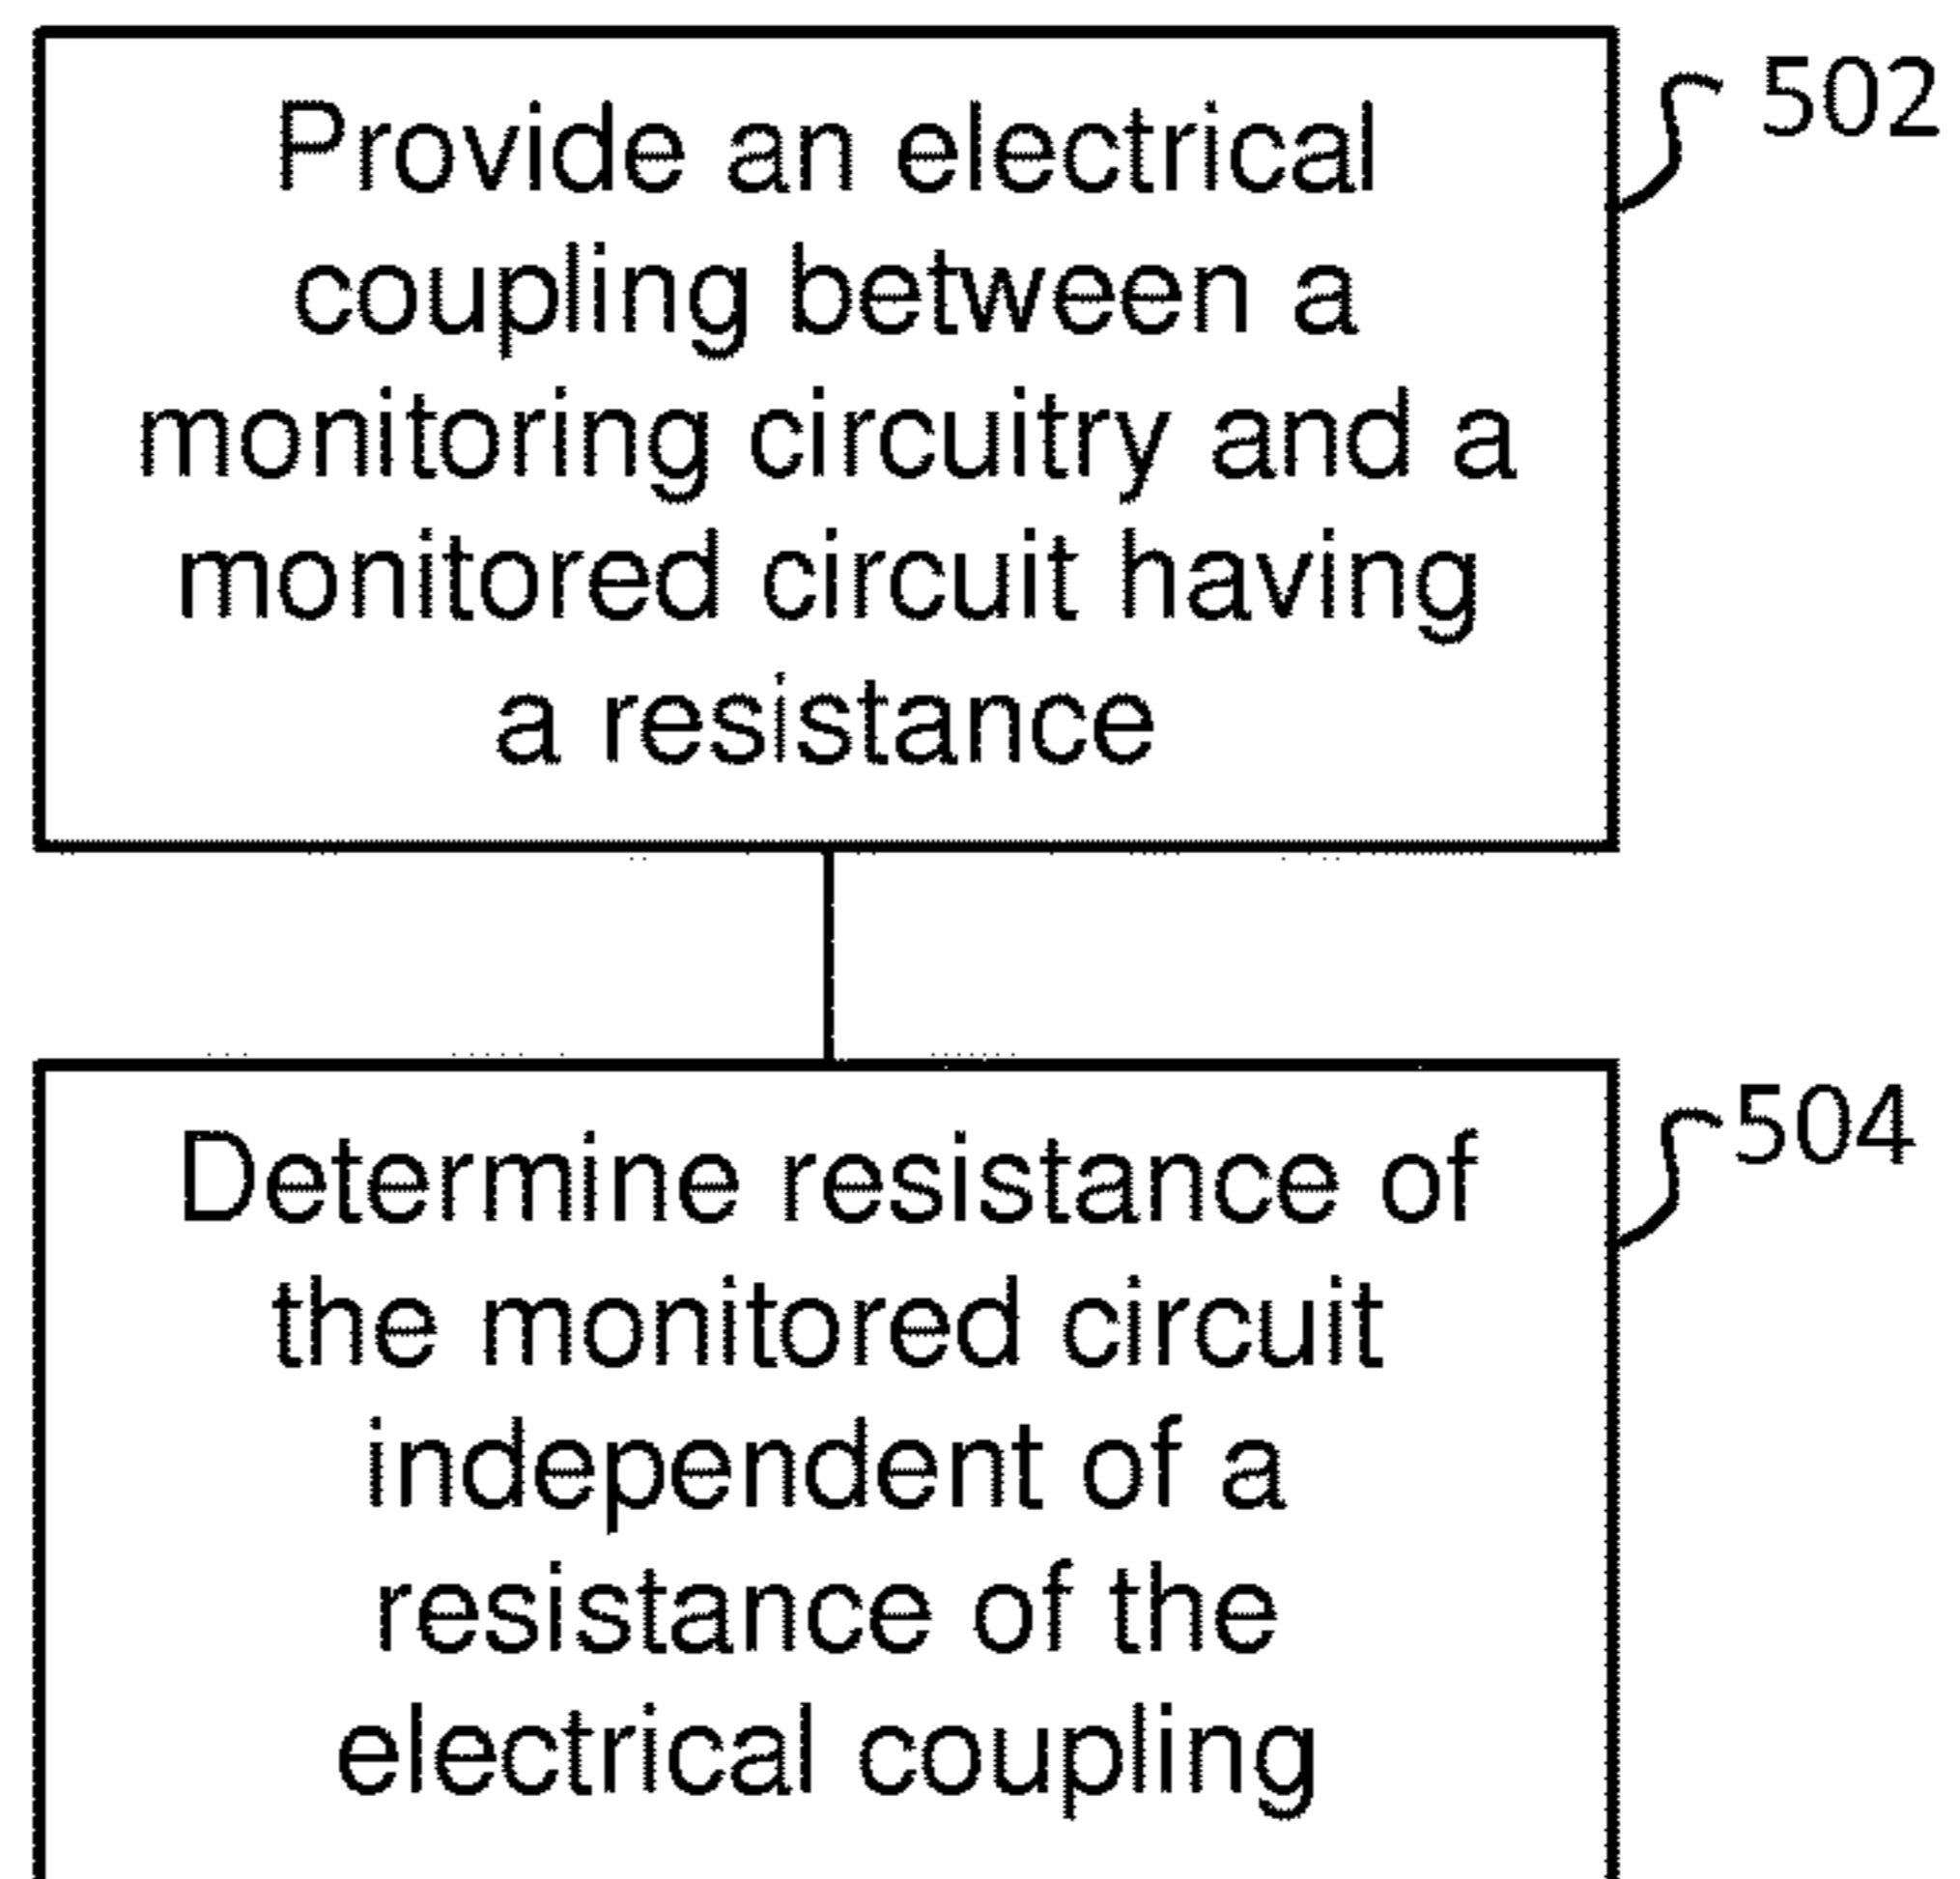 Provide an electrical
502
coupling between a
monitoring circuitry and a
monitored circuit having
a resistance
Determine resistance of
504
the monitored circuit
independent of a
resistance of the
electrical coupling